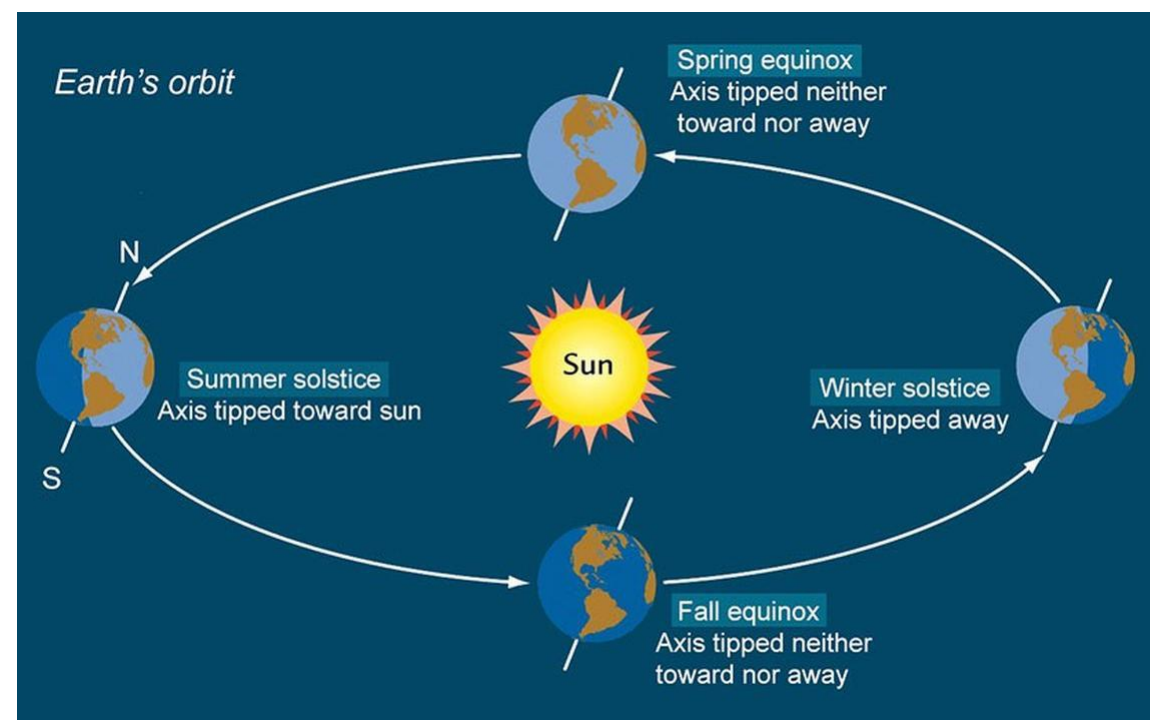 Earth's orbit
Spring equinox
Axis tipped neither
toward nor away
N
Summer solstice
Axis tipped toward sun
S
Sun
Winter solstice
Axis tipped away
Fall equinox
Axis tipped neither
toward nor away